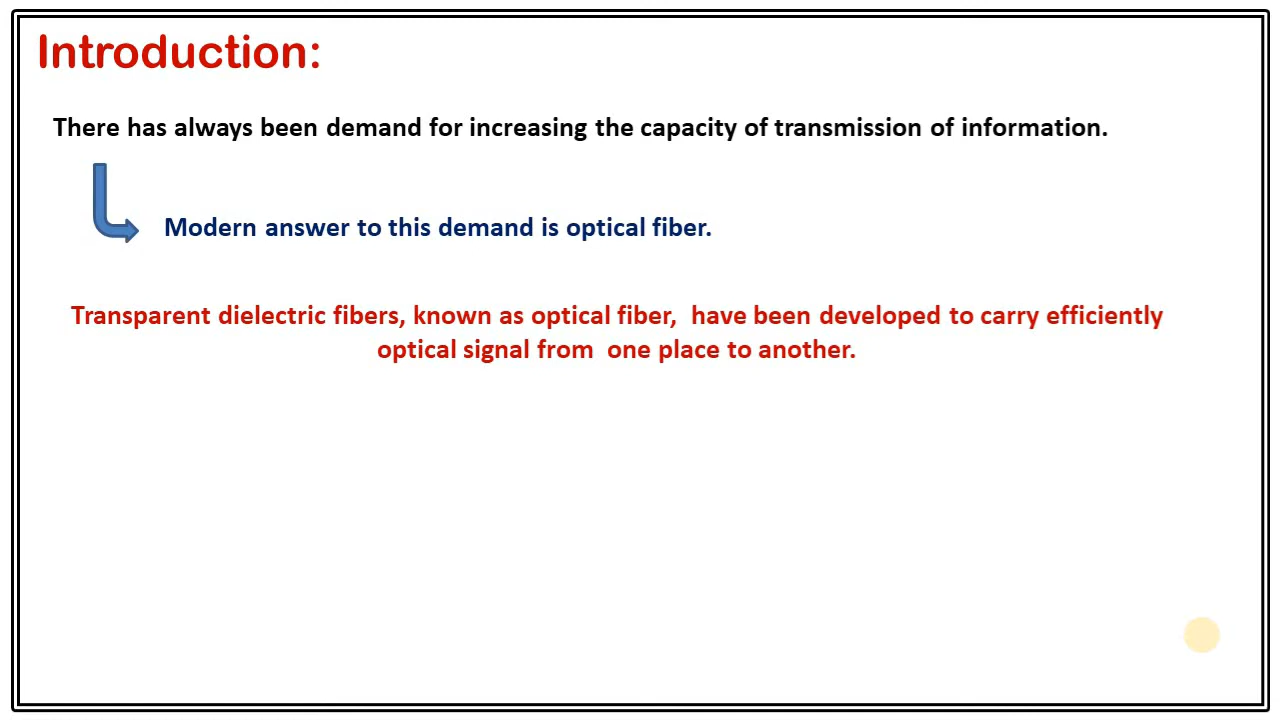 Introduction:
There has always been demand for increasing the capacity of transmission of information.
Modern answer to this demand is optical fiber.
Transparent dielectric fibers, known as optical fiber,  have been developed to carry efficiently
optical signal from  one place to another.